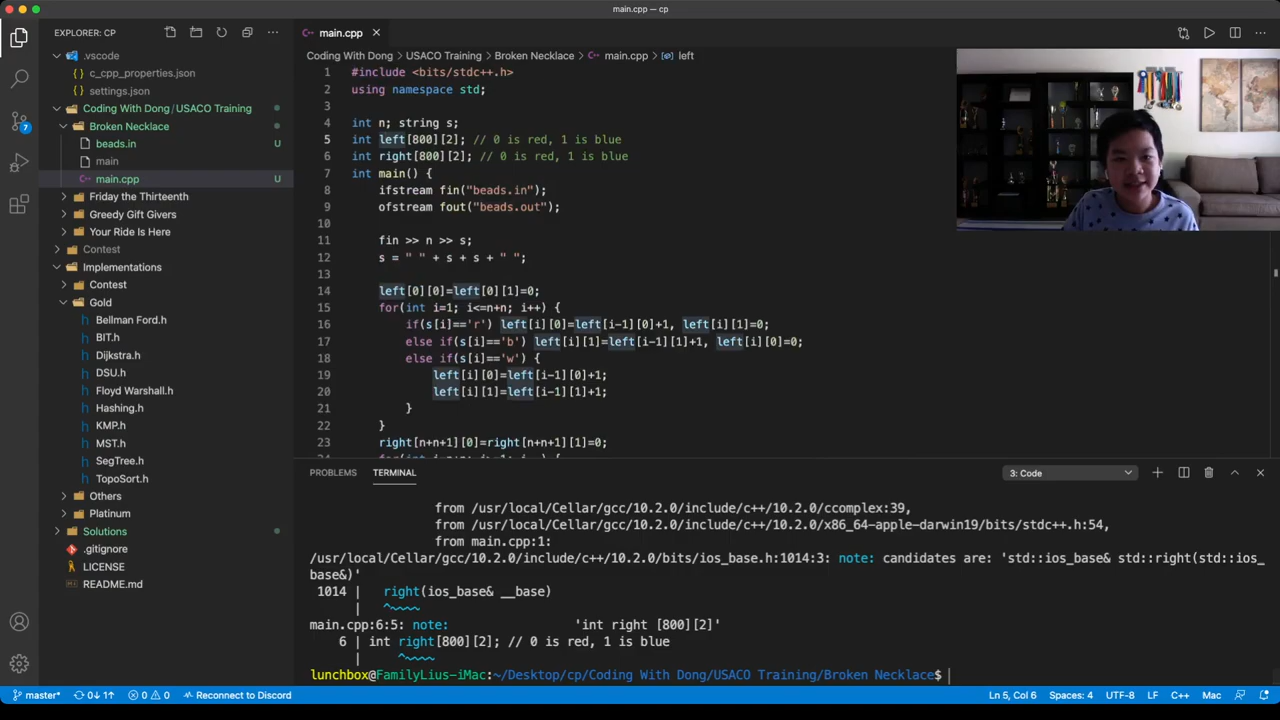 main.cpp — cp
EXPLORER: CP
.vscode
c_cpp_properties.json
settings.json
Coding With Dong / USACO Training
Broken Necklace
beads.in U
main
main.cpp U
Friday the Thirteenth
Greedy Gift Givers
Your Ride Is Here
Contest
Implementations
Contest
Gold
Bellman Ford.h
BIT.h
Dijkstra.h
DSU.h
Floyd Warshall.h
Hashing.h
KMP.h
MST.h
SegTree.h
TopoSort.h
Others
Platinum
Solutions
.gitignore
LICENSE
README.md
7
main.cpp
Coding With Dong > USACO Training > Broken Necklace > main.cpp > left
1 #include <bits/stdc++.h>
2 using namespace std;
3
4 int n; string s;
5 int left[800][2]; // 0 is red, 1 is blue
6 int right[800][2]; // 0 is red, 1 is blue
7 int main() {
8 ifstream fin("beads.in");
9 ofstream fout("beads.out");
10
11 fin >> n >> s;
12 s = " " + s + s + " ";
13
14 left[0][0]=left[0][1]=0;
15 for(int i=1; i<=n+n; i++) {
16 if(s[i]=='r') left[i][0]=left[i-1][0]+1, left[i][1]=0;
17 else if(s[i]=='b') left[i][1]=left[i-1][1]+1, left[i][0]=0;
18 else if(s[i]=='w') {
19 left[i][0]=left[i-1][0]+1;
20 left[i][1]=left[i-1][1]+1;
21 }
22 }
23 right[n+n+1][0]=right[n+n+1][1]=0;
PROBLEMS TERMINAL 3: Code
from /usr/local/Cellar/gcc/10.2.0/include/c++/10.2.0/ccomplex:39,
from /usr/local/Cellar/gcc/10.2.0/include/c++/10.2.0/x86_64-apple-darwin19/bits/stdc++.h:54,
from main.cpp:1:
/usr/local/Cellar/gcc/10.2.0/include/c++/10.2.0/bits/ios_base.h:1014:3: note: candidates are: 'std::ios_base& std::right(std::ios_
base&)'
1014 | right(ios_base& __base)
| ^~~~~
main.cpp:6:5: note: 'int right [800][2]'
6 | int right[800][2]; // 0 is red, 1 is blue
| ^~~~~
lunchbox@FamilyLius-iMac:~/Desktop/cp/Coding With Dong/USACO Training/Broken Necklace$
master* 0↓ 1↑ 0 0 Reconnect to Discord Ln 5, Col 6 Spaces: 4 UTF-8 LF C++ Mac